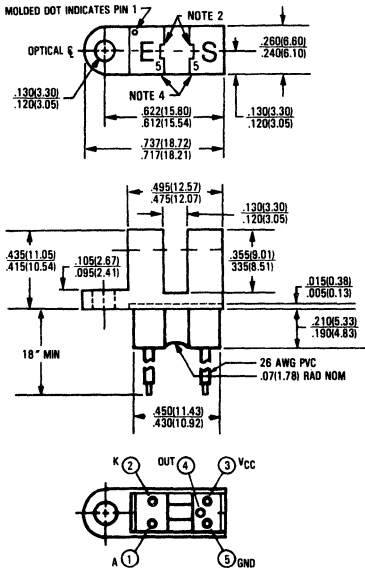 MOLDED DOT INDICATES PIN 1
NOTE 2
OPTICAL ℄
E
S
5
5
.260(6.60)
.240(6.10)
.130(3.30)
.120(3.05)
NOTE 4
.622(15.80)
.612(15.54)
.130(3.30)
.120(3.05)
.737(18.72)
.717(18.21)
.495(12.57)
.475(12.07)
.130(3.30)
.120(3.05)
.435(11.05)
.415(10.54)
.105(2.67)
.095(2.41)
.355(9.01)
.335(8.51)
.015(0.38)
.005(0.13)
.210(5.33)
.190(4.83)
18" MIN
26 AWG PVC
.07(1.78) RAD NOM
.450(11.43)
.430(10.92)
K 2
OUT 4
3 VCC
A 1
5 GND